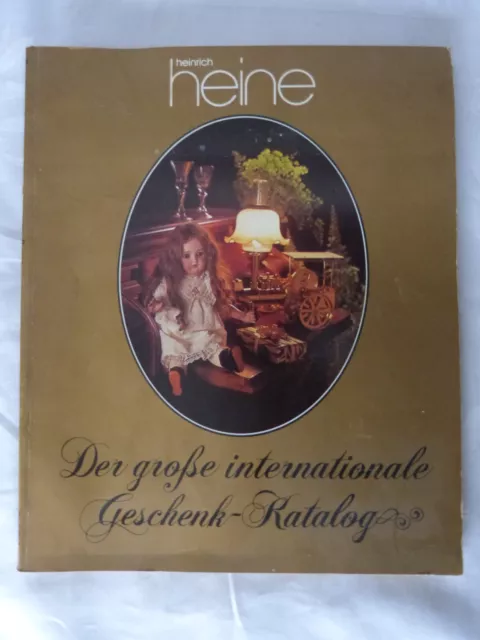 heinrich
heine
Der große internationale
Geschenk-Katalog